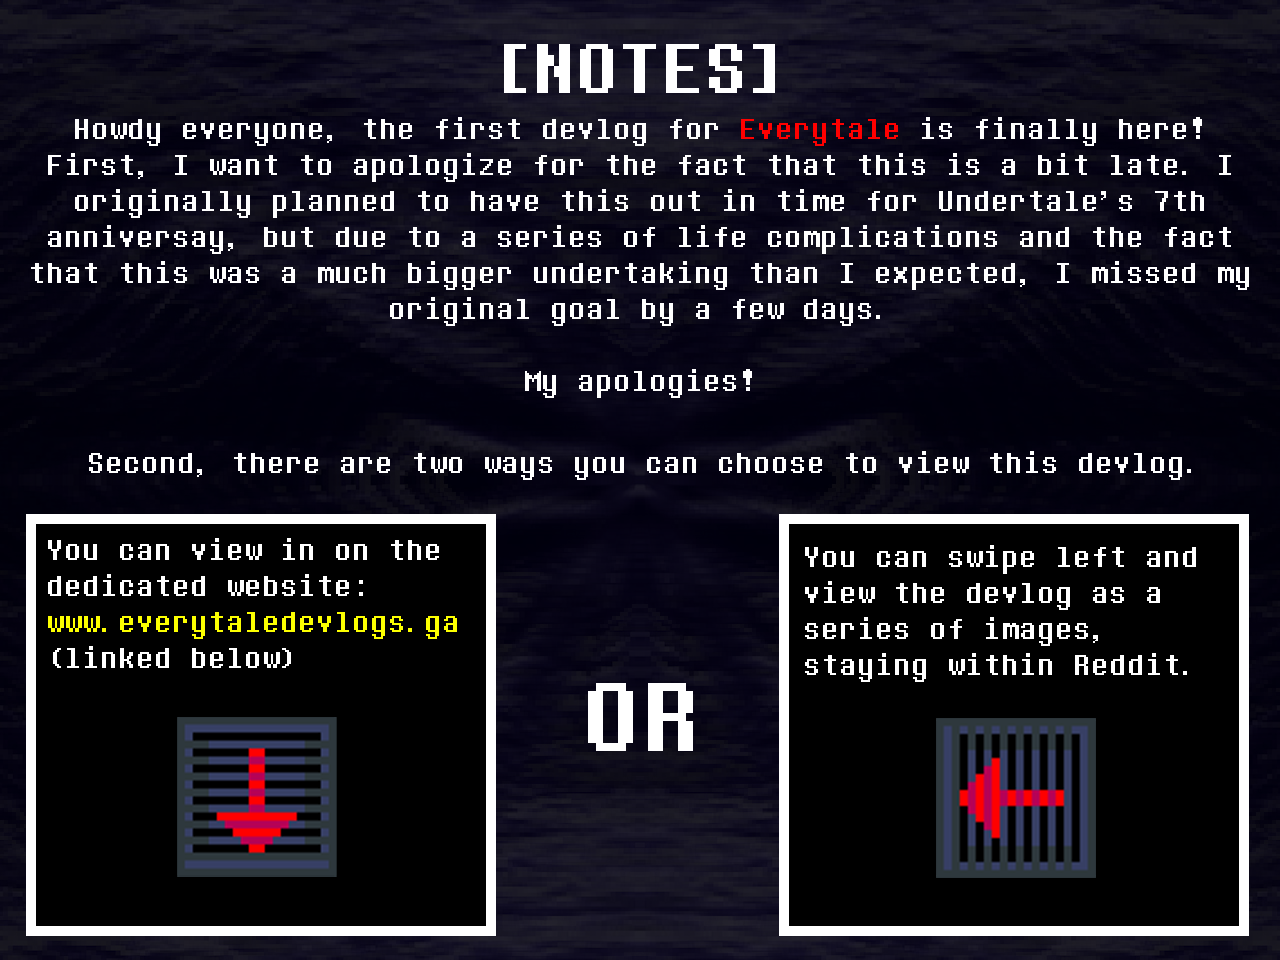 [NOTES]
Howdy everyone, the first devlog for Everytale is finally here!
First, I want to apologize for the fact that this is a bit late. I
originally planned to have this out in time for Undertale's 7th
anniversay, but due to a series of life complications and the fact
that this was a much bigger undertaking than I expected, I missed my
original goal by a few days.
My apologies!
Second, there are two ways you can choose to view this devlog.
You can view in on the
dedicated website:
www.everytaledevlogs.ga
(linked below)
OR
You can swipe left and
view the devlog as a
series of images,
staying within Reddit.